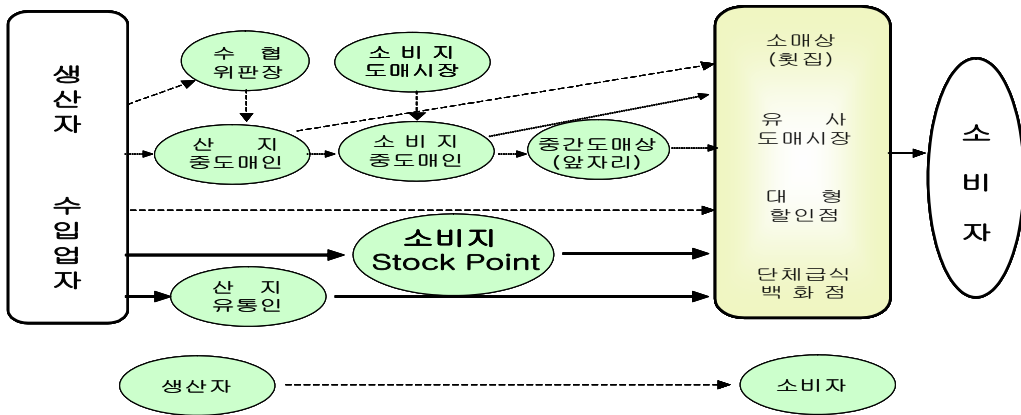 생산자
수입업자
수 협
위판장
소 비 지
도매시장
산 지
중도매인
소 비 지
중도매인
중간도매상
(앞자리)
소비지
Stock Point
산 지
유통인
소매상
(횟집)
유 사
도매시장
대 형
할인점
단체급식
백 화 점
소비자
생산자
소비자